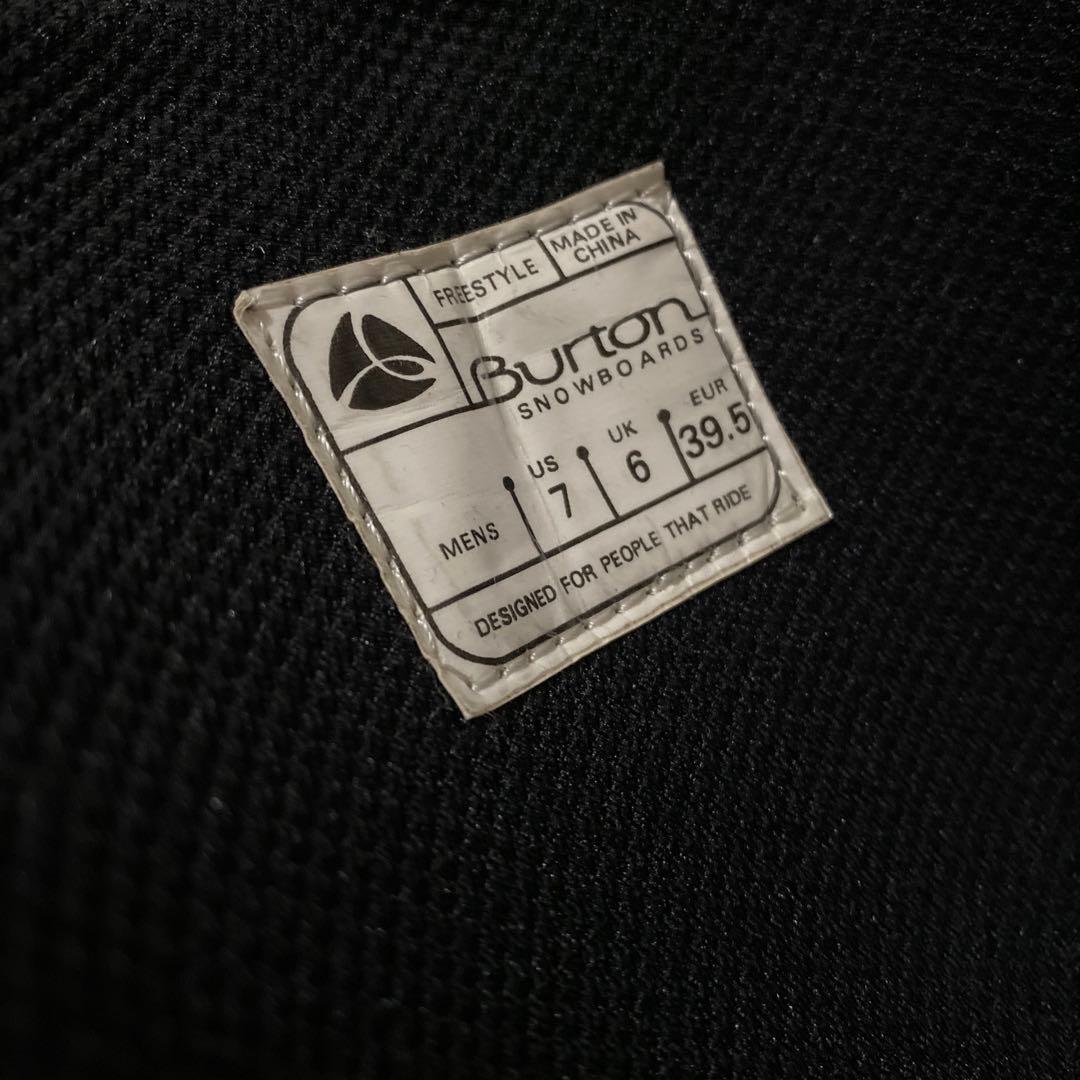 FREESTYLE
MADE IN
CHINA
Burton
SNOWBOARDS
MENS
US
7
UK
6
EUR
39.5
DESIGNED FOR PEOPLE THAT RIDE